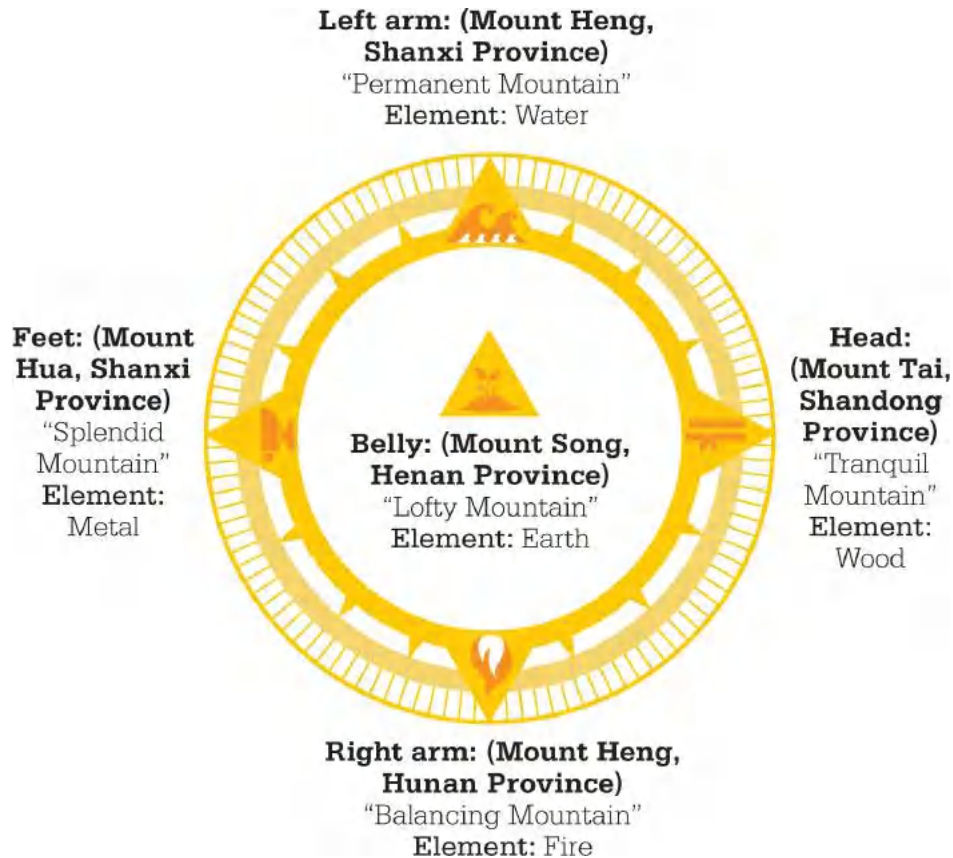 Left arm: (Mount Heng,
Shanxi Province)
“Permanent Mountain”
Element: Water
Feet: (Mount
Hua, Shanxi
Province)
“Splendid
Mountain”
Element:
Metal
Belly: (Mount Song,
Henan Province)
“Lofty Mountain”
Element: Earth
Head:
(Mount Tai,
Shandong
Province)
“Tranquil
Mountain”
Element:
Wood
Right arm: (Mount Heng,
Hunan Province)
“Balancing Mountain”
Element: Fire